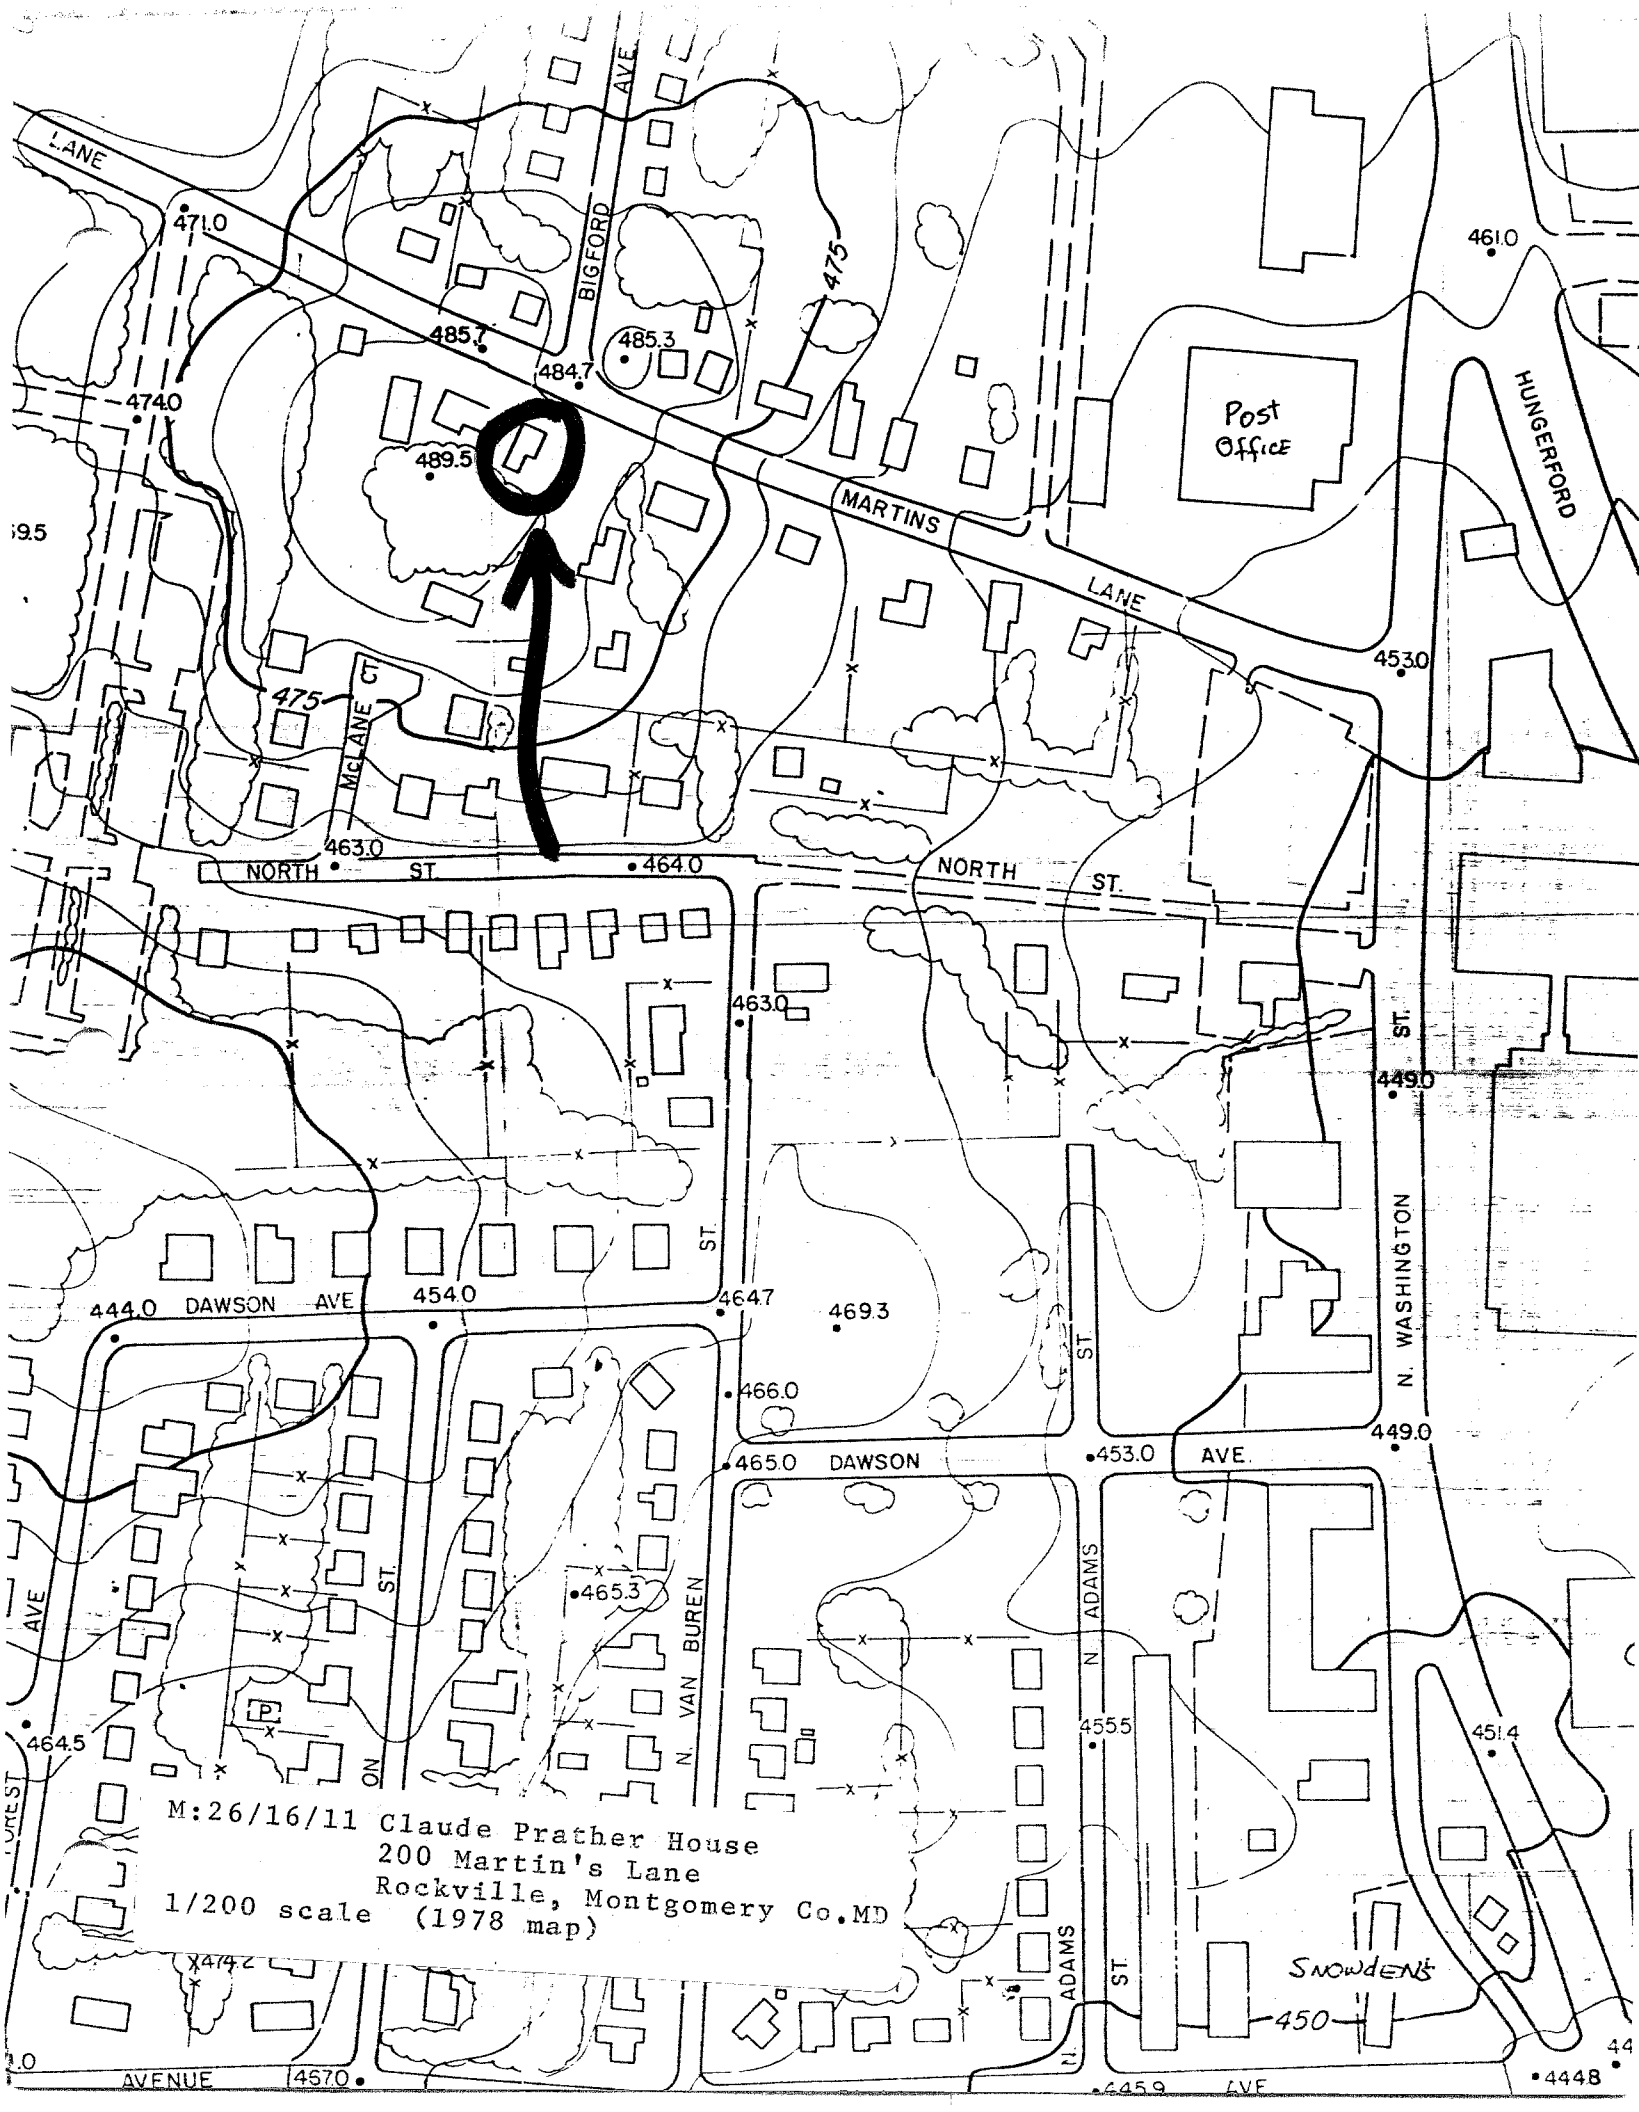 AVE
LANE
471.0
461.0
BIGFORD
475
485.7
485.3
484.7
474.0
HUNGERFORD
Post
OFFICE
489.5
MARTINS
LANE
453.0
475
McLANE CT
463.0
NORTH ST.
464.0
NORTH ST.
463.0
ST.
449.0
ST.
N. WASHINGTON
444.0
DAWSON AVE
454.0
464.7
469.3
ST.
466.0
449.0
465.0
DAWSON
453.0
AVE.
N. ADAMS
ST.
AVE
465.3
N. VAN BUREN
P
464.5
455.5
451.4
ON
M:26/16/11 Claude Prather House
200 Martin's Lane
Rockville, Montgomery Co.MD
1/200 scale (1978 map)
474.2
SNOWDENS
N. ADAMS
ST.
450
AVENUE
467.0
445.9
AVE
444.8